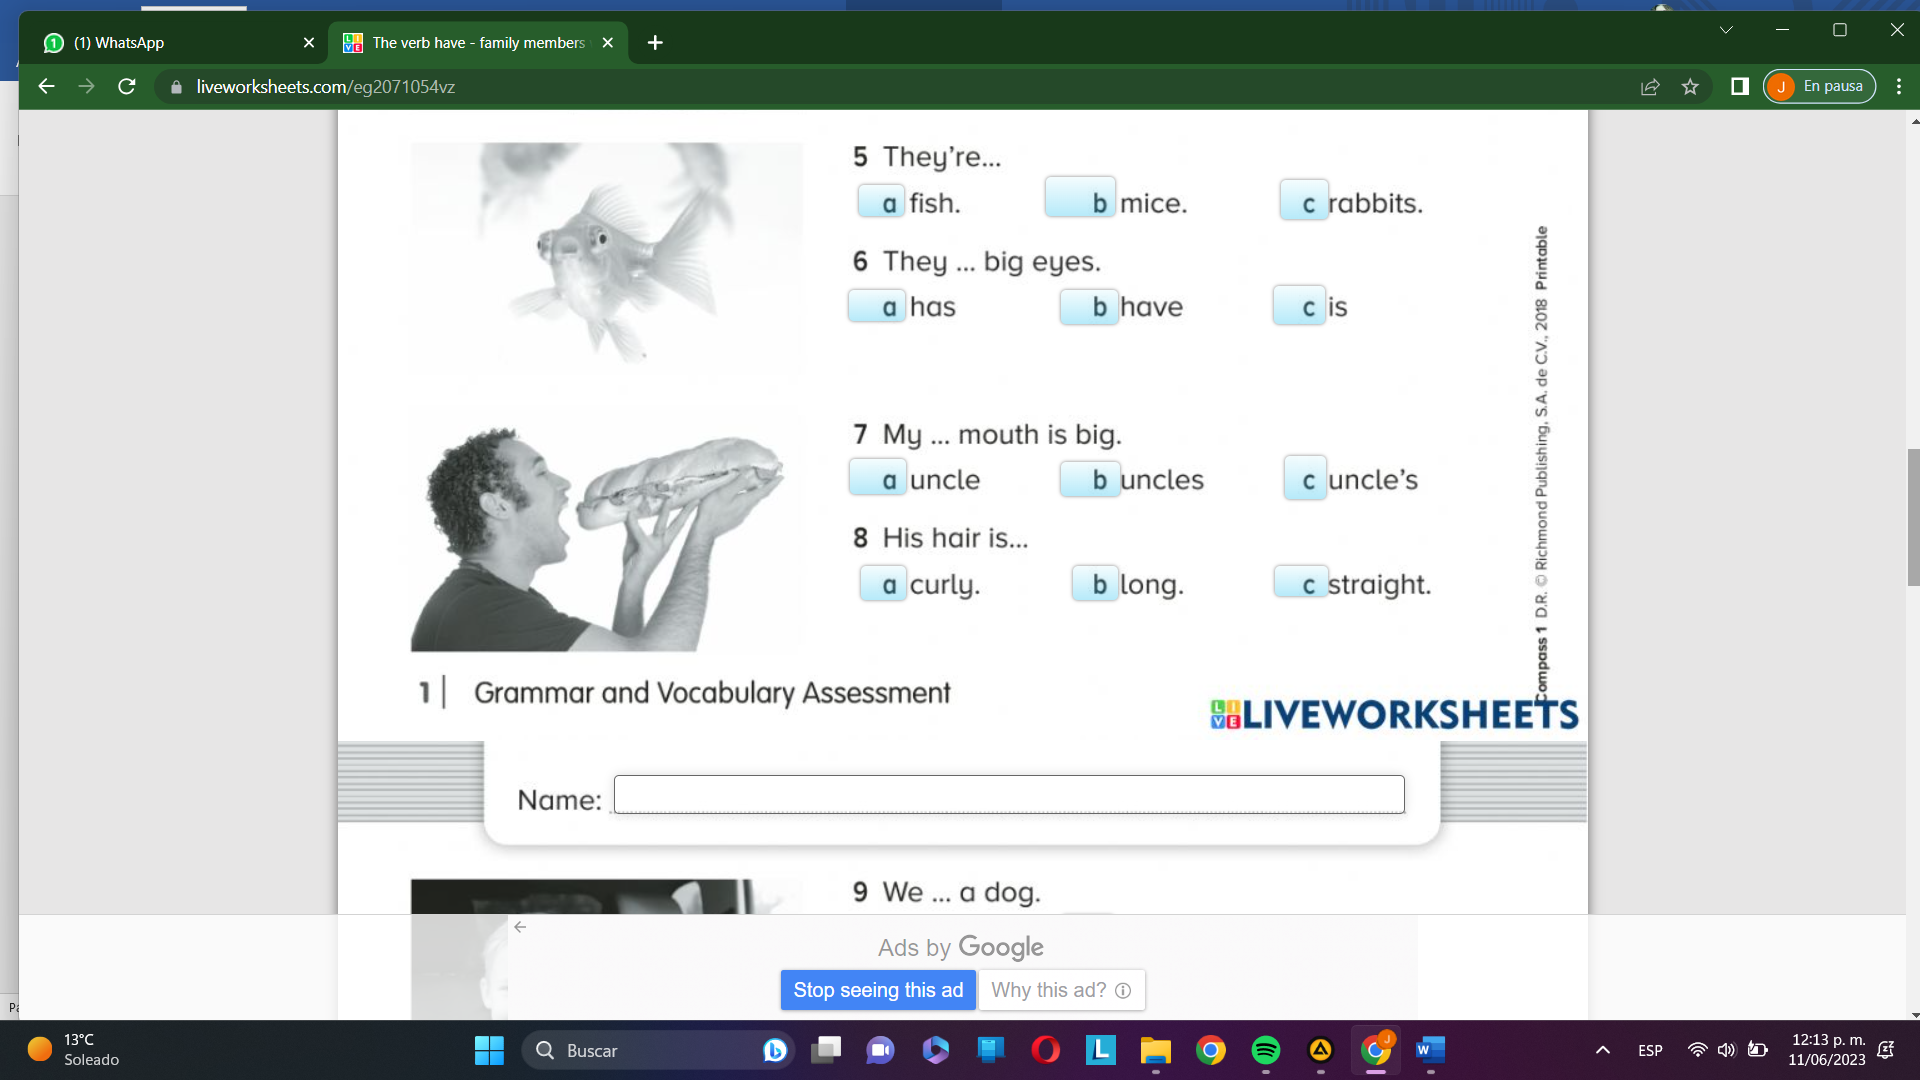 (1) WhatsApp
The verb have - family members
liveworksheets.com/eg2071054vz
J En pausa
5 They're...
a fish. b mice. c rabbits.
6 They ... big eyes.
a has b have c is
7 My ... mouth is big.
a uncle b uncles c uncle's
8 His hair is...
a curly. b long. c straight.
Compass 1 D.R. © Richmond Publishing, S.A. de C.V., 2018 Printable
1 Grammar and Vocabulary Assessment
LIVEWORKSHEETS
Name:
9 We ... a dog.
Ads by Google
Stop seeing this ad
Why this ad?
13°C
Soleado
Buscar
ESP
12:13 p. m.
11/06/2023